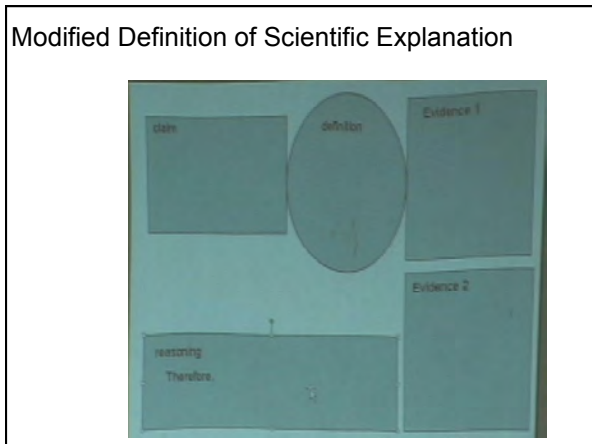 Modified Definition of Scientific Explanation
claim
definition
Evidence 1
Evidence 2
reasoning
Therefore,